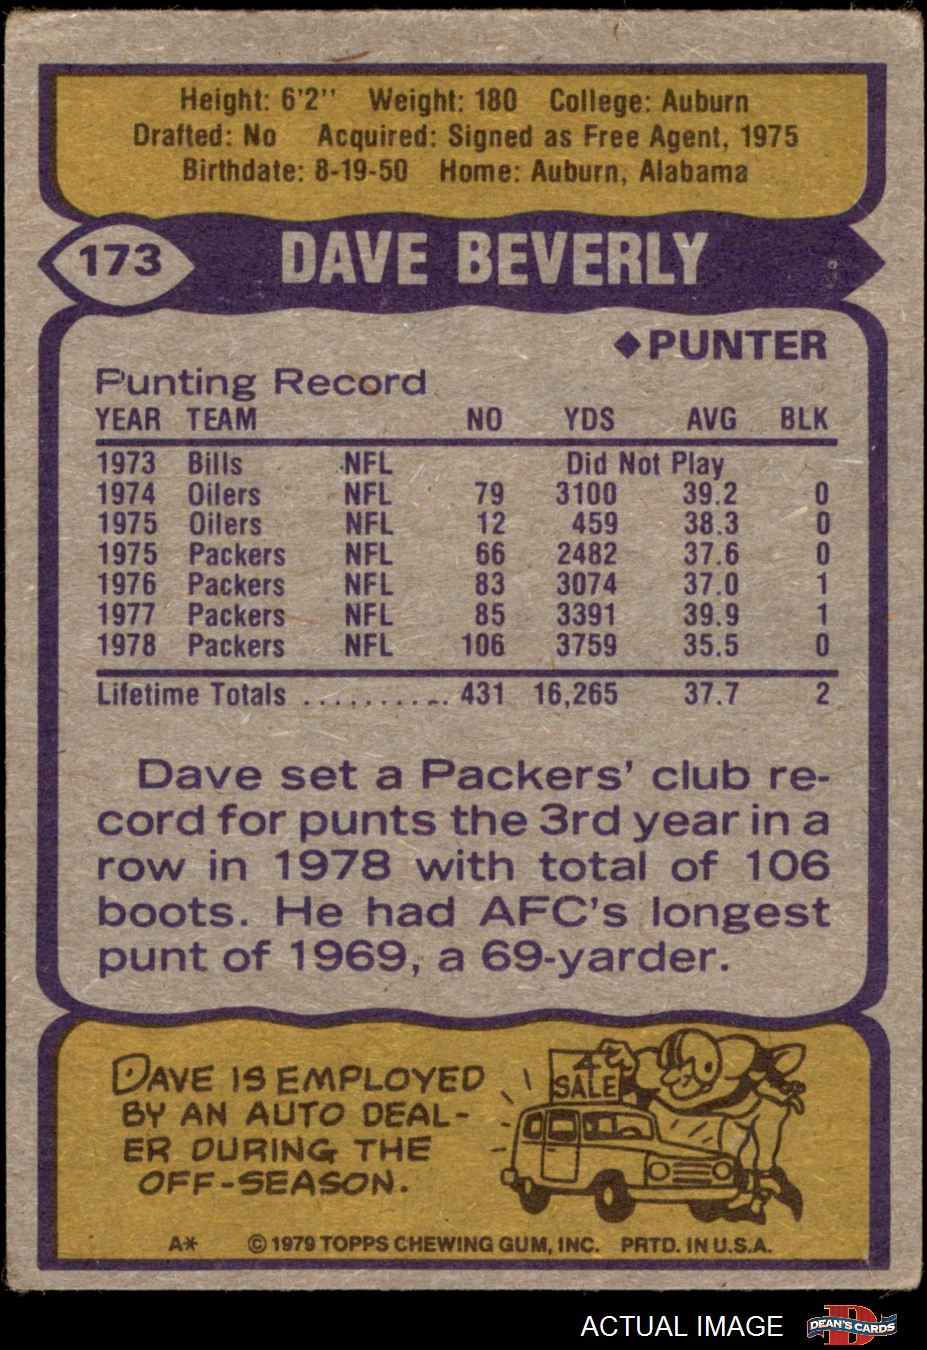 Height: 6'2'' Weight: 180 College: Auburn
Drafted: No Acquired: Signed as Free Agent, 1975
Birthdate: 8-19-50 Home: Auburn, Alabama
173 DAVE BEVERLY
◆PUNTER
Punting Record
YEAR TEAM NO YDS AVG BLK
1973 Bills NFL Did Not Play
1974 Oilers NFL 79 3100 39.2 0
1975 Oilers NFL 12 459 38.3 0
1975 Packers NFL 66 2482 37.6 0
1976 Packers NFL 83 3074 37.0 1
1977 Packers NFL 85 3391 39.9 1
1978 Packers NFL 106 3759 35.5 0
Lifetime Totals .......... 431 16,265 37.7 2
Dave set a Packers' club re-
cord for punts the 3rd year in a
row in 1978 with total of 106
boots. He had AFC's longest
punt of 1969, a 69-yarder.
DAVE IS EMPLOYED
BY AN AUTO DEAL-
ER DURING THE
OFF-SEASON.
4
SALE
A* © 1979 TOPPS CHEWING GUM, INC. PRTD. IN U.S.A.
ACTUAL IMAGE
D
DEAN'S CARDS